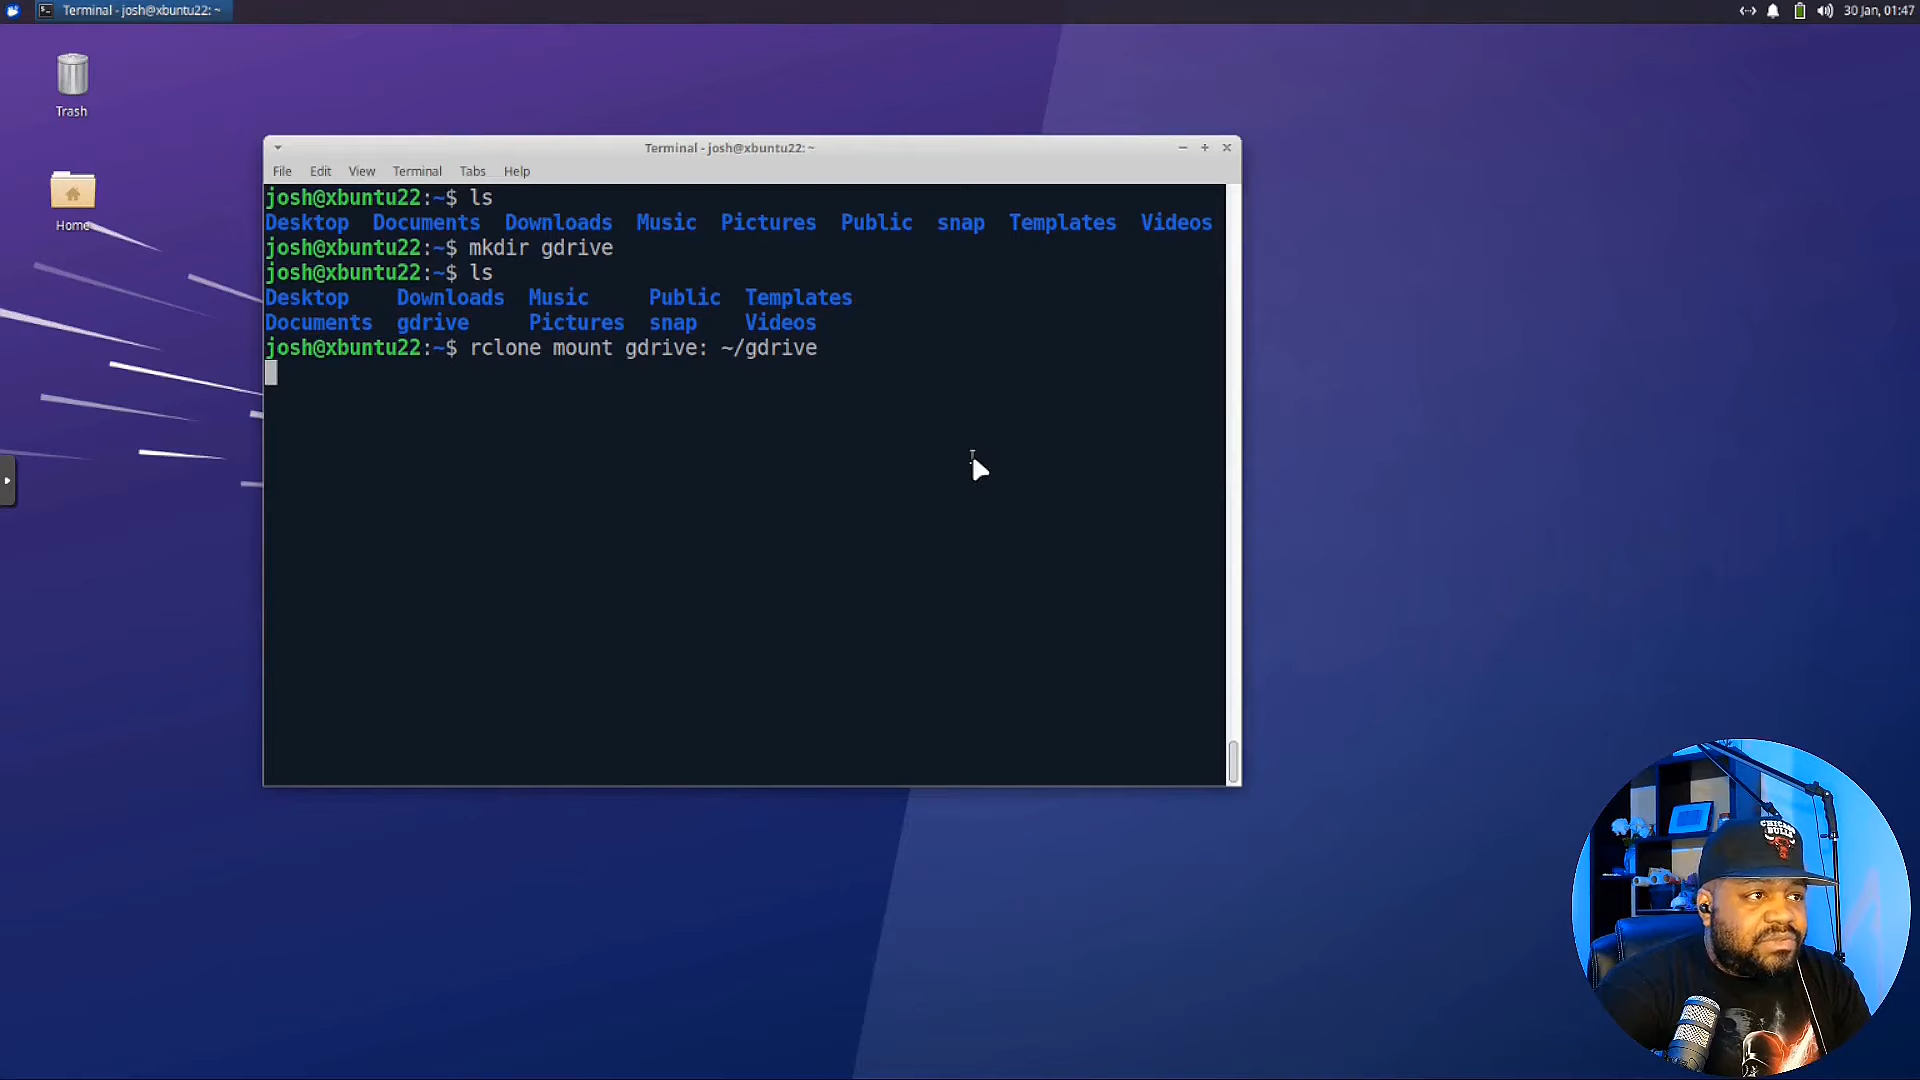 Terminal - josh@xbuntu22: ~
30 Jan, 01:47
Trash
Home
Terminal - josh@xbuntu22: ~
File Edit View Terminal Tabs Help
josh@xbuntu22:~$ ls
Desktop Documents Downloads Music Pictures Public snap Templates Videos
josh@xbuntu22:~$ mkdir gdrive
josh@xbuntu22:~$ ls
Desktop Downloads Music Public Templates
Documents gdrive Pictures snap Videos
josh@xbuntu22:~$ rclone mount gdrive: ~/gdrive
CHICAGO
BULLS